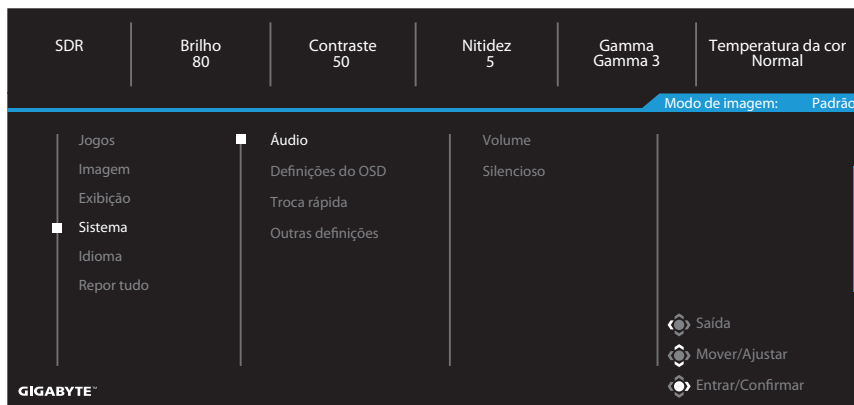 SDR
Brilho
80
Contraste
50
Nitidez
5
Gamma
Gamma 3
Temperatura da cor
Normal
Modo de imagem: Padrão
Jogos
Imagem
Exibição
Sistema
Idioma
Repor tudo
Áudio
Definições do OSD
Troca rápida
Outras definições
Volume
Silencioso
Saída
Mover/Ajustar
Entrar/Confirmar
GIGABYTE™